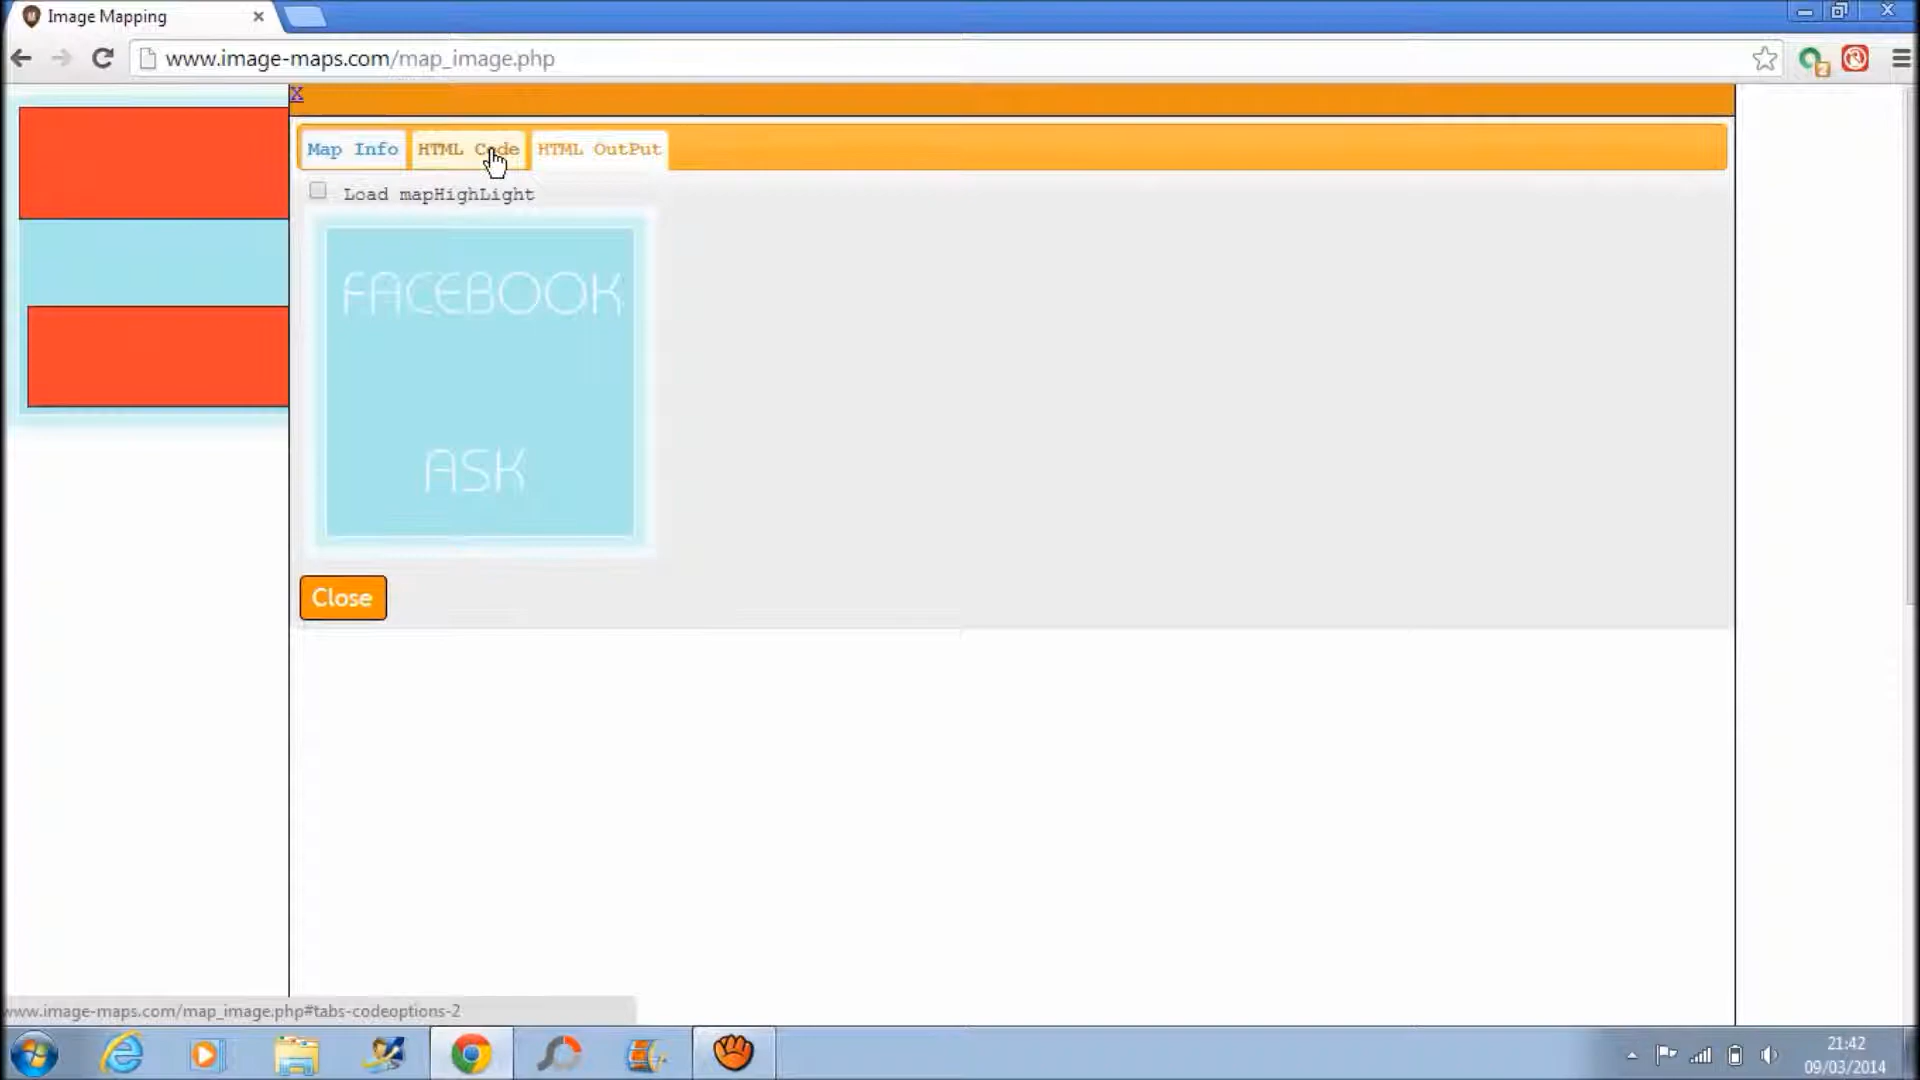 Image Mapping
www.image-maps.com/map_image.php
X
Map Info HTML Code HTML OutPut
Load mapHighLight
FACEBOOK
ASK
Close
www.image-maps.com/map_image.php#tabs-codeoptions-2
21:42
09/03/2014